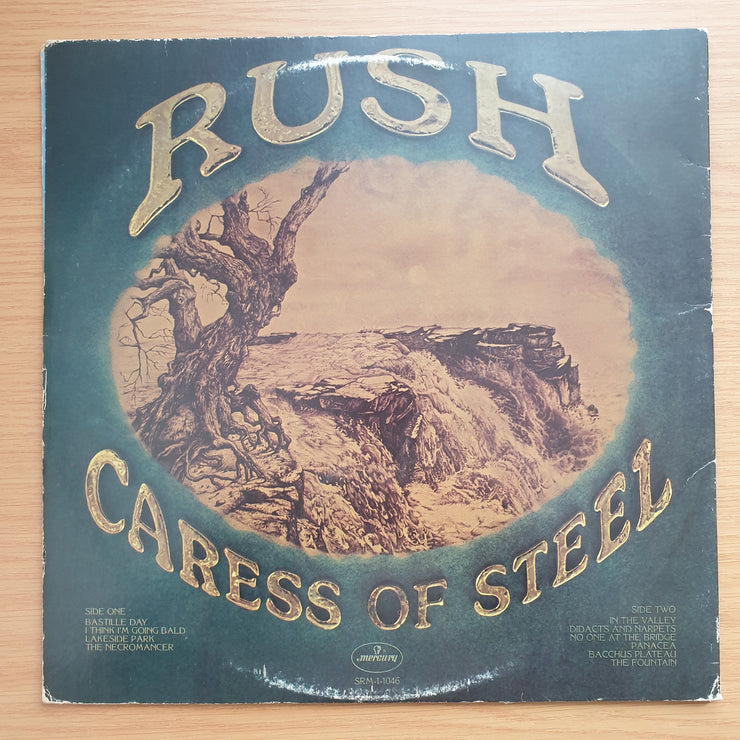 RUSH
CARESS OF STEEL
SIDE ONE
BASTILLE DAY
I THINK I'M GOING BALD
LAKESIDE PARK
THE NECROMANCER
mercury
SRM-1-1046
SIDE TWO
IN THE VALLEY
DIDACTS AND NARPETS
NO ONE AT THE BRIDGE
PANACEA
BACCHUS PLATEAU
THE FOUNTAIN